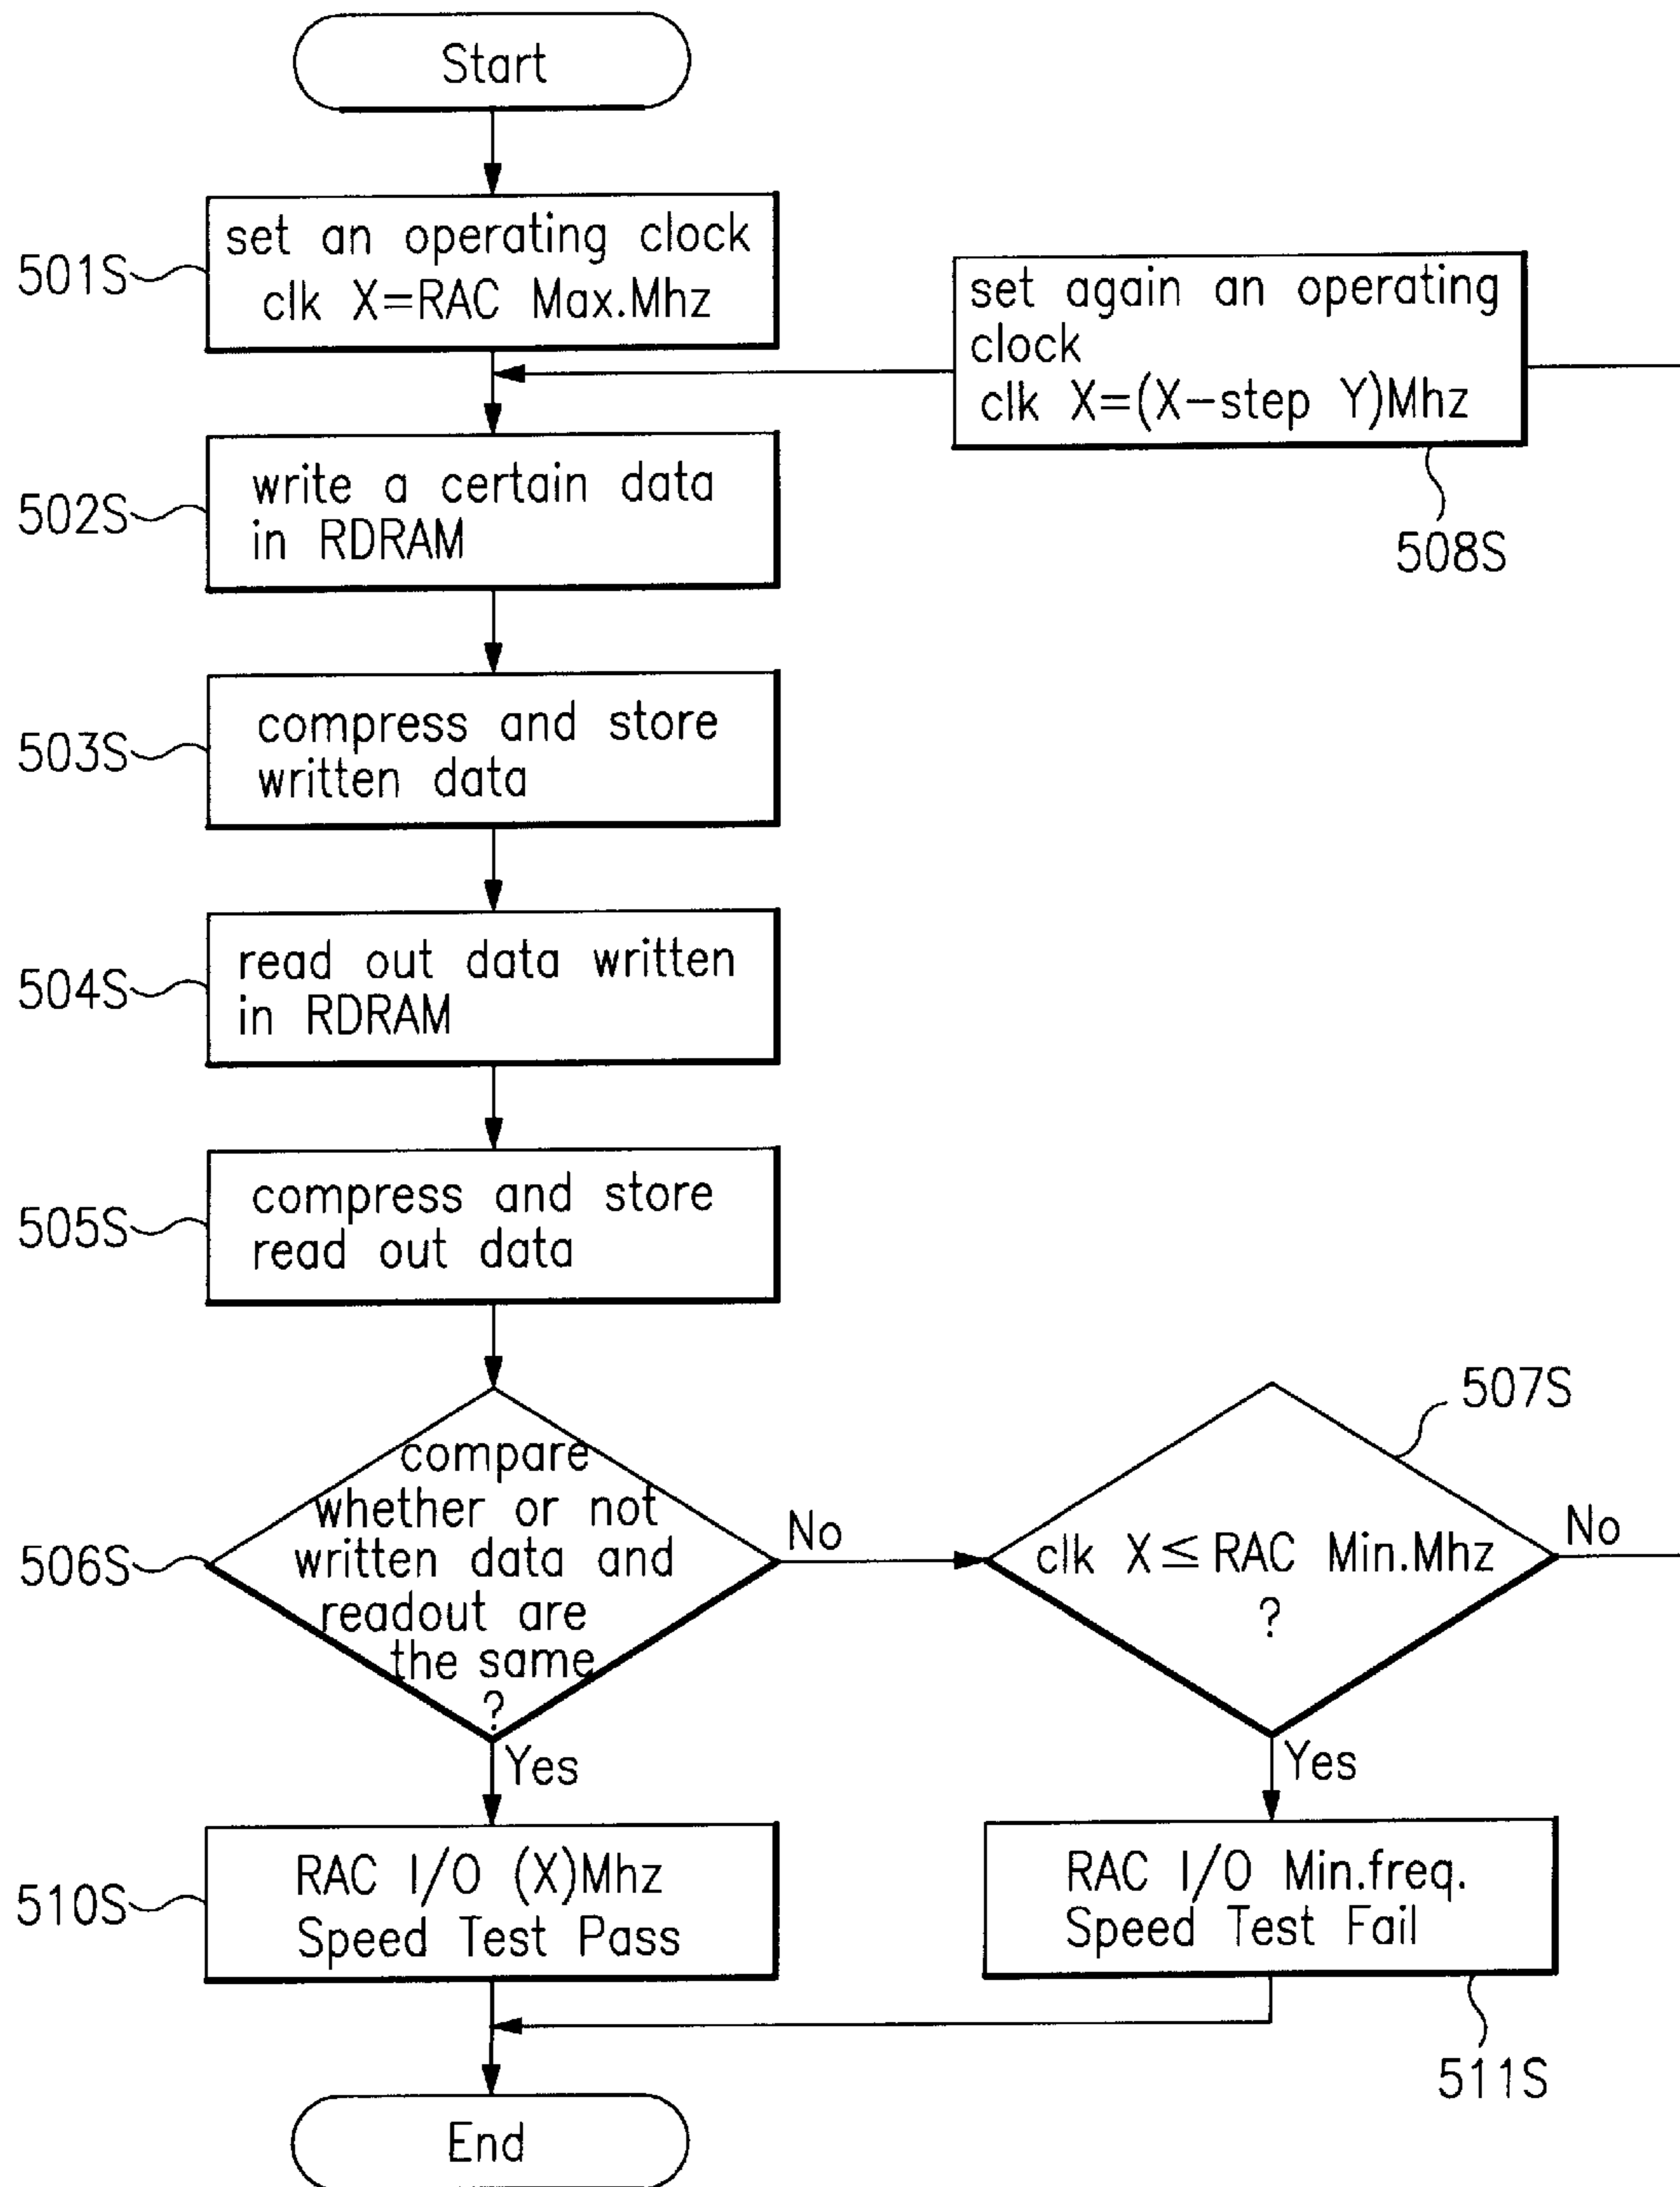 Start
501S
set an operating clock
clk X=RAC Max.Mhz
set again an operating
clock
clk X=(X-step Y)Mhz
508S
502S
write a certain data
in RDRAM
503S
compress and store
written data
504S
read out data written
in RDRAM
505S
compress and store
read out data
506S
compare
whether or not
written data and
readout are
the same
?
No
Yes
507S
clk X≤RAC Min.Mhz
?
No
Yes
510S
RAC I/O (X)Mhz
Speed Test Pass
RAC I/O Min.freq.
Speed Test Fail
511S
End